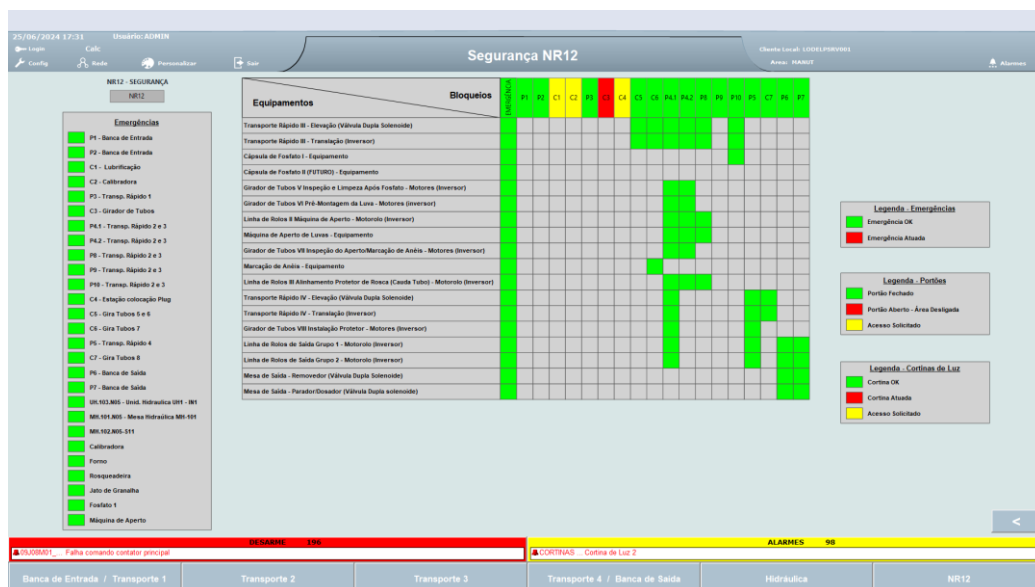 25/06/2024 17:31 Usuário: ADMIN
Login Calc
Config Rede Personalizar Sair
Segurança NR12
Cliente Local: LODELPSRV001
Area: MANUT
Alarmes
NR12 - SEGURANÇA
NR12
Emergências
P1 - Banca de Entrada
P2 - Banca de Entrada
C1 - Lubrificação
C2 - Calibradora
P3 - Transp. Rápido 1
C3 - Girador de Tubos
P4.1 - Transp. Rápido 2 e 3
P4.2 - Transp. Rápido 2 e 3
P8 - Transp. Rápido 2 e 3
P9 - Transp. Rápido 2 e 3
P10 - Transp. Rápido 2 e 3
C4 - Estação colocação Plug
C5 - Gira Tubos 5 e 6
C6 - Gira Tubos 7
P5 - Transp. Rápido 4
C7 - Gira Tubos 8
P6 - Banca de Saída
P7 - Banca de Saída
UH.103.N05 - Unid. Hidraulica UH1 - IN1
MH.101.N05 - Mesa Hidraúlica MH-101
MH.102.N05-S11
Calibradora
Forno
Rosqueadeira
Jato de Granalha
Fosfato 1
Máquina de Aperto
Bloqueios
Equipamentos
EMERGÊNCIA P1 P2 C1 C2 P3 C3 C4 C5 C6 P4.1 P4.2 P8 P9 P10 P5 C7 P6 P7
Transporte Rápido III - Elevação (Válvula Dupla Solenoide)
Transporte Rápido III - Translação (Inversor)
Cápsula de Fosfato I - Equipamento
Cápsula de Fosfato II (FUTURO) - Equipamento
Girador de Tubos V Inspeção e Limpeza Após Fosfato - Motores (Inversor)
Girador de Tubos VI Pré-Montagem da Luva - Motores (inversor)
Linha de Rolos II Máquina de Aperto - Motorolo (Inversor)
Máquina de Aperto de Luvas - Equipamento
Girador de Tubos VII Inspeção do Aperto/Marcação de Anéis - Motores (Inversor)
Marcação de Anéis - Equipamento
Linha de Rolos III Alinhamento Protetor de Rosca (Cauda Tubo) - Motorolo (Inversor)
Transporte Rápido IV - Elevação (Válvula Dupla Solenoide)
Transporte Rápido IV - Translação (Inversor)
Girador de Tubos VIII Instalação Protetor - Motores (Inversor)
Linha de Rolos de Saída Grupo 1 - Motorolo (Inversor)
Linha de Rolos de Saída Grupo 2 - Motorolo (Inversor)
Mesa de Saída - Removedor (Válvula Dupla Solenoide)
Mesa de Saída - Parador/Dosador (Válvula Dupla solenoide)
Legenda - Emergências
Emergência OK
Emergência Atuada
Legenda - Portões
Portão Fechado
Portão Aberto - Área Desligada
Acesso Solicitado
Legenda - Cortinas de Luz
Cortina OK
Cortina Atuada
Acesso Solicitado
<
DESARME 196
ALARMES 98
09J08M01_... Falha comando contator principal
CORTINAS ... Cortina de Luz 2
Banca de Entrada / Transporte 1
Transporte 2
Transporte 3
Transporte 4 / Banca de Saída
Hidráulica
NR12